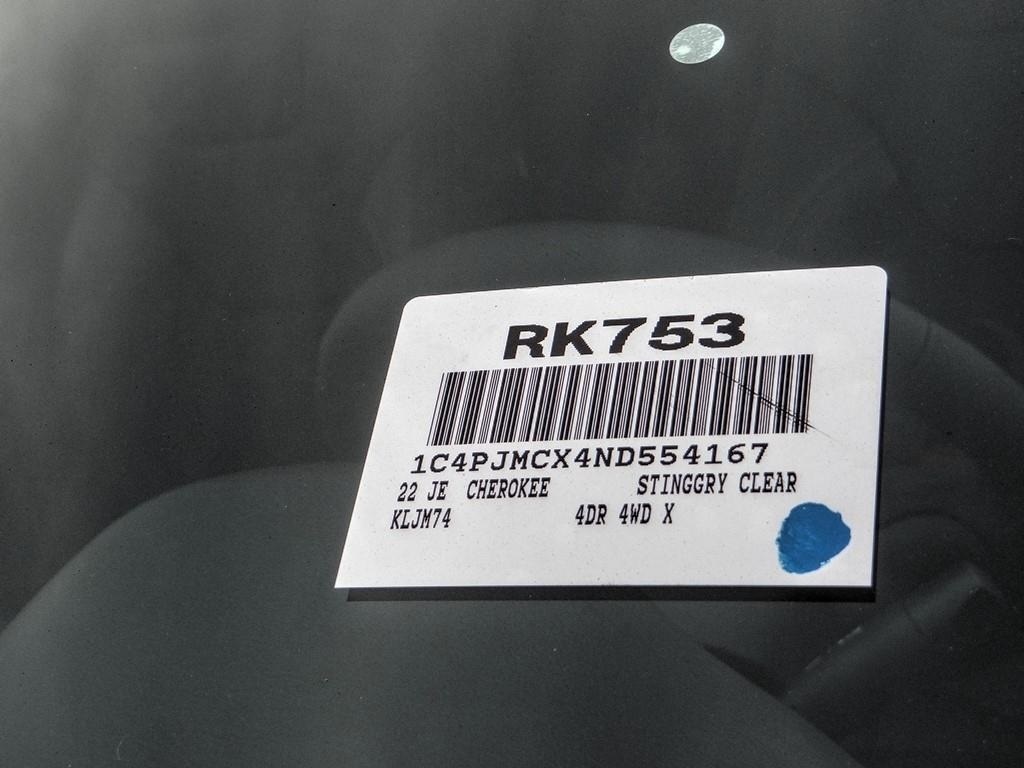 RK753
1C4PJMCX4ND554167
22 JE CHEROKEE STINGGRY CLEAR
KLJM74 4DR 4WD X